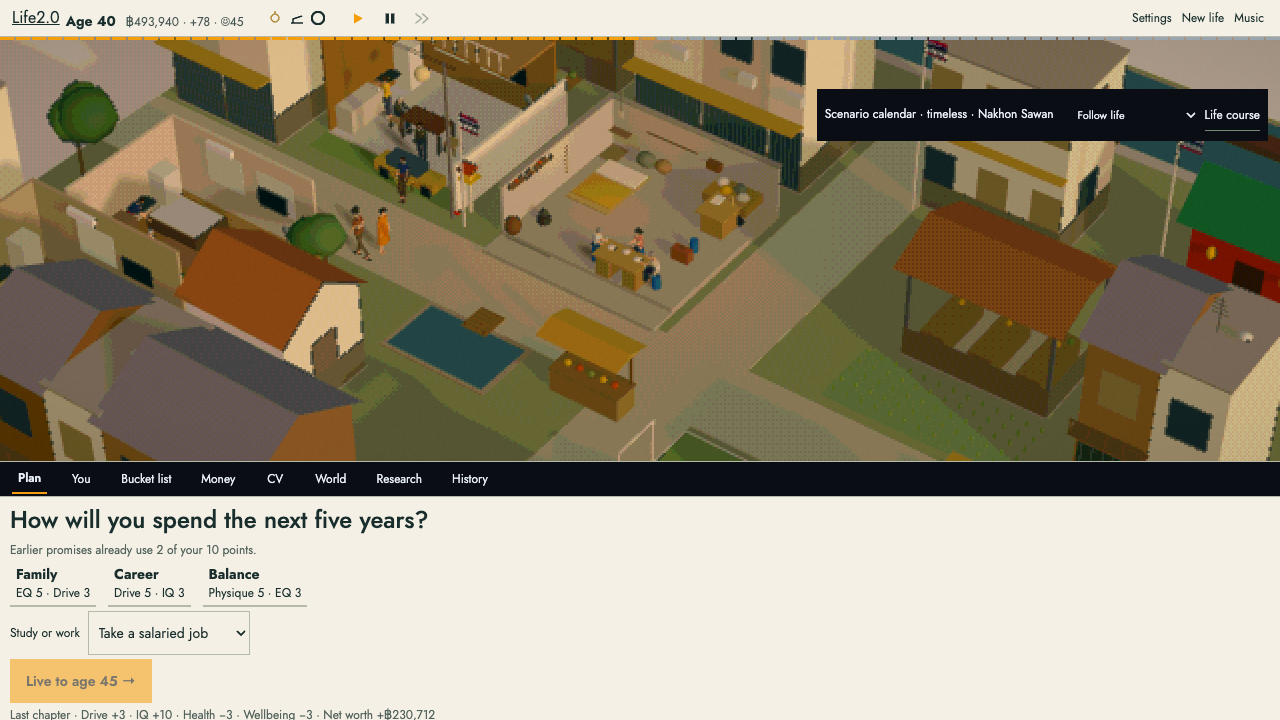 Life2.0 Age 40 ฿493,940 · +78 · ◎45
Settings New life Music
Scenario calendar · timeless · Nakhon Sawan Follow life Life course
Plan You Bucket list Money CV World Research History
How will you spend the next five years?
Earlier promises already use 2 of your 10 points.
Family Career Balance
EQ 5 · Drive 3 Drive 5 · IQ 3 Physique 5 · EQ 3
Study or work Take a salaried job
Live to age 45 →
Last chapter · Drive +3 · IQ +10 · Health −3 · Wellbeing −3 · Net worth +฿230,712